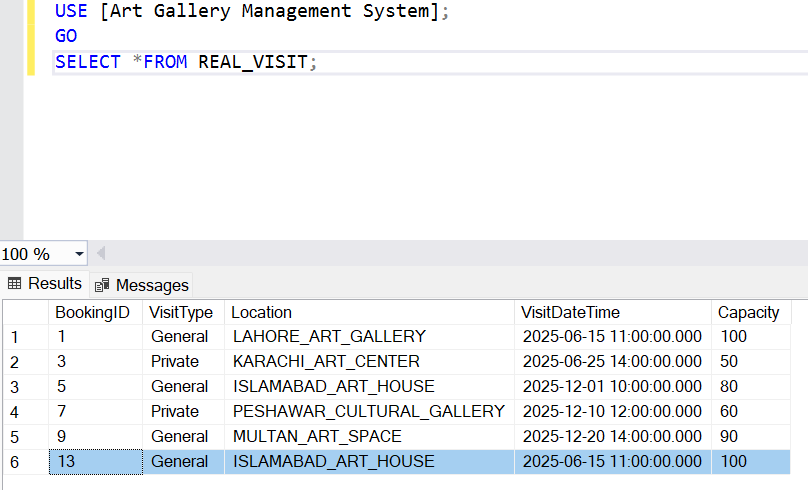 USE [Art Gallery Management System];
GO
SELECT *FROM REAL_VISIT;
100 %
Results Messages
BookingID VisitType Location VisitDateTime Capacity
1 1 General LAHORE_ART_GALLERY 2025-06-15 11:00:00.000 100
2 3 Private KARACHI_ART_CENTER 2025-06-25 14:00:00.000 50
3 5 General ISLAMABAD_ART_HOUSE 2025-12-01 10:00:00.000 80
4 7 Private PESHAWAR_CULTURAL_GALLERY 2025-12-10 12:00:00.000 60
5 9 General MULTAN_ART_SPACE 2025-12-20 14:00:00.000 90
6 13 General ISLAMABAD_ART_HOUSE 2025-06-15 11:00:00.000 100